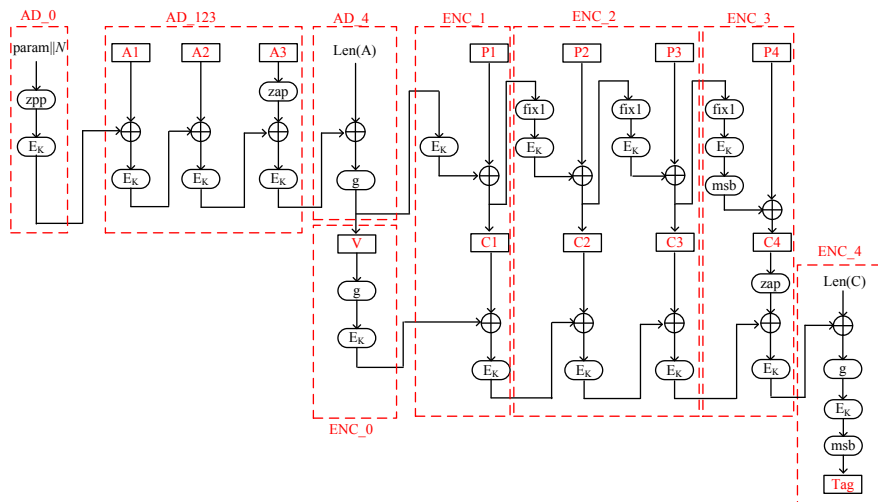 AD_0
AD_123
AD_4
ENC_1
ENC_2
ENC_3
param||N
A1
A2
A3
Len(A)
P1
P2
P3
P4
zpp
zap
fix1
fix1
fix1
E_K
E_K
E_K
E_K
E_K
E_K
E_K
E_K
g
msb
V
C1
C2
C3
C4
ENC_4
g
zap
Len(C)
E_K
E_K
E_K
E_K
E_K
g
E_K
ENC_0
msb
Tag